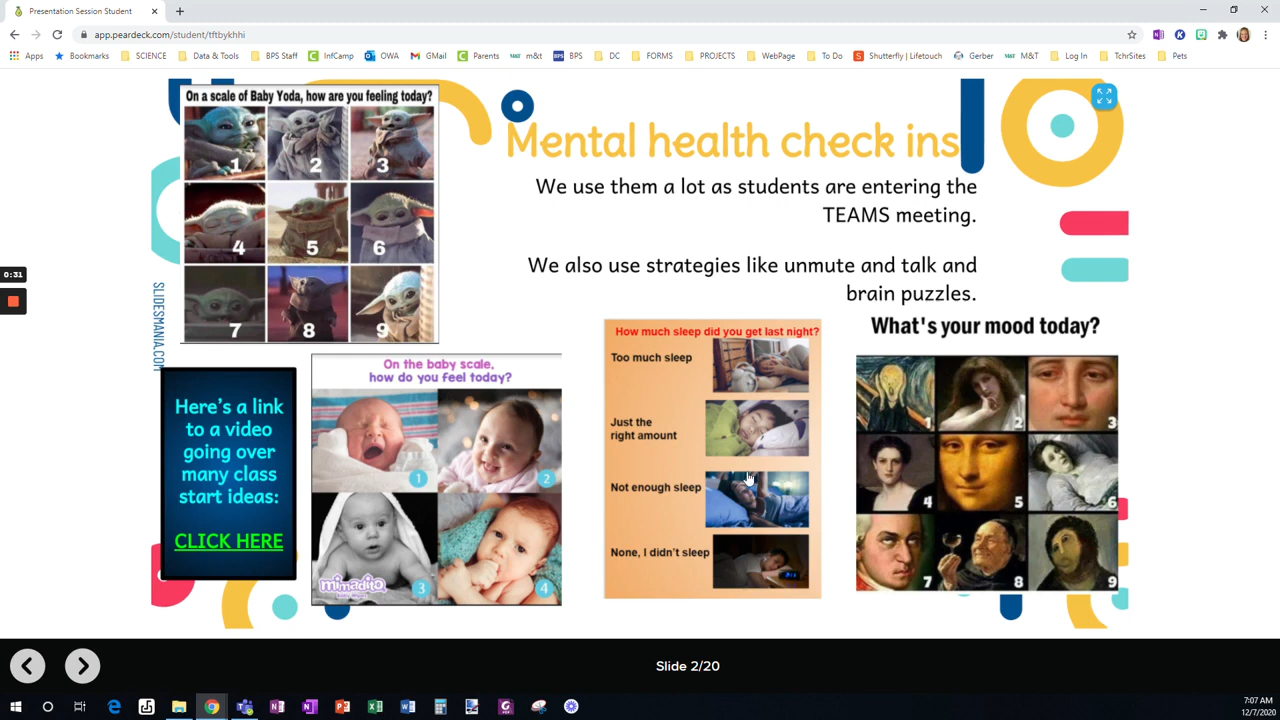 Presentation Session Student
app.peardeck.com/student/tftbykhhi
Apps
Bookmarks
SCIENCE
Data & Tools
BPS Staff
InfCamp
OWA
GMail
Parents
m&t
BPS
DC
FORMS
PROJECTS
WebPage
To Do
Shutterfly | Lifetouch
Gerber
M&T
Log In
TchrSites
Pets
On a scale of Baby Yoda, how are you feeling today?
1
2
3
4
5
6
7
8
9
Mental health check ins
We use them a lot as students are entering the
TEAMS meeting.
We also use strategies like unmute and talk and
brain puzzles.
0:31
SLIDESMANIA.COM
Here's a link
to a video
going over
many class
start ideas:
CLICK HERE
On the baby scale,
how do you feel today?
1
2
3
4
mimadito
How much sleep did you get last night?
Too much sleep
Just the
right amount
Not enough sleep
None, I didn't sleep
What's your mood today?
1
2
3
4
5
6
7
8
9
Slide 2/20
7:07 AM
12/7/2020